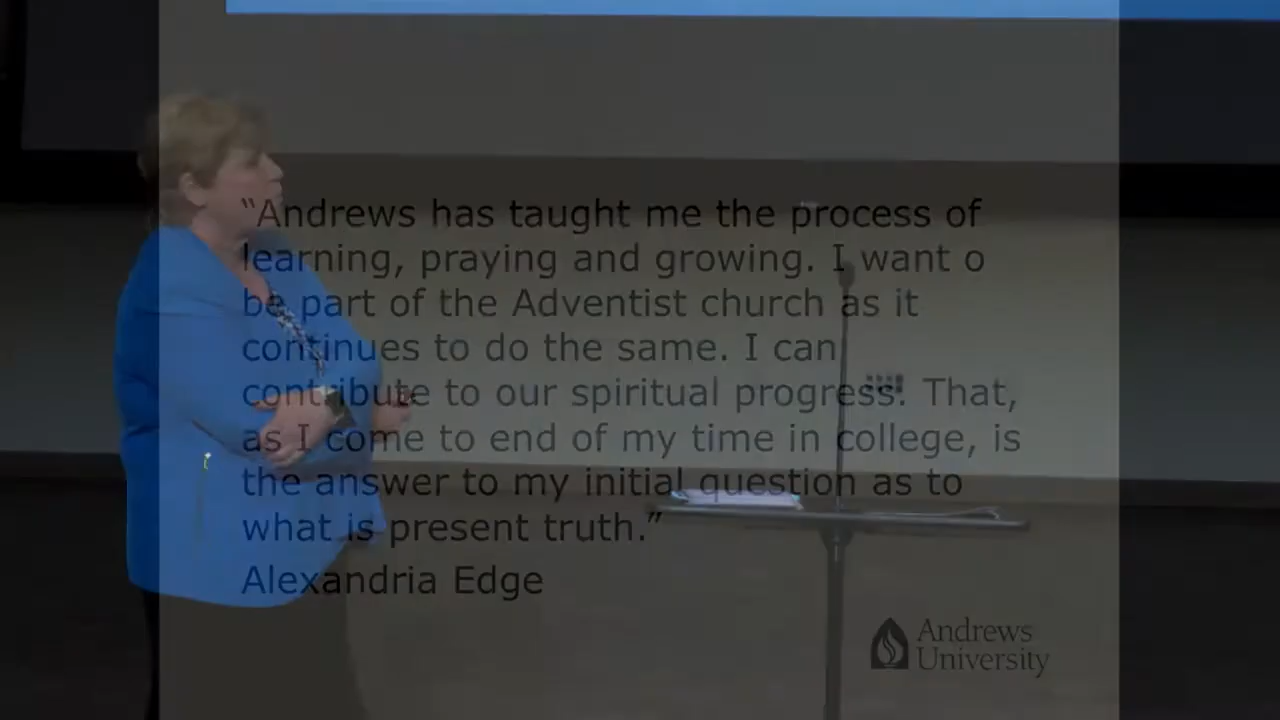 “Andrews has taught me the process of
learning, praying and growing. I want o
be part of the Adventist church as it
continues to do the same. I can
contribute to our spiritual progress. That,
as I come to end of my time in college, is
the answer to my initial question as to
what is present truth.”
Alexandria Edge
Andrews
University